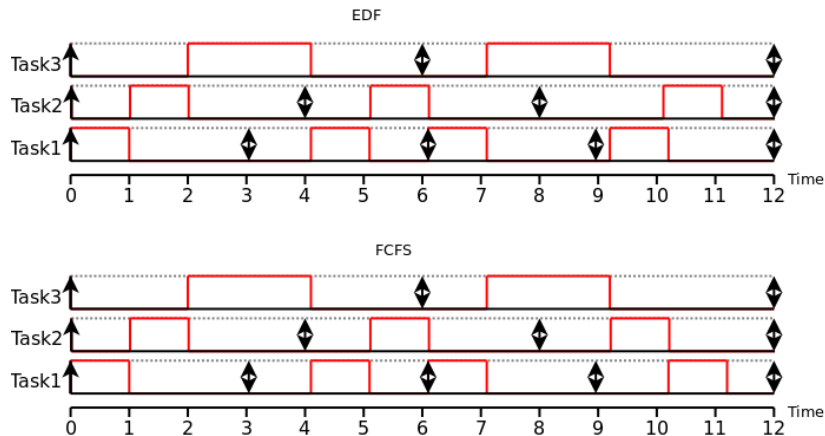 EDF
Task3
Task2
Task1
0 1 2 3 4 5 6 7 8 9 10 11 12 Time
FCFS
Task3
Task2
Task1
0 1 2 3 4 5 6 7 8 9 10 11 12 Time